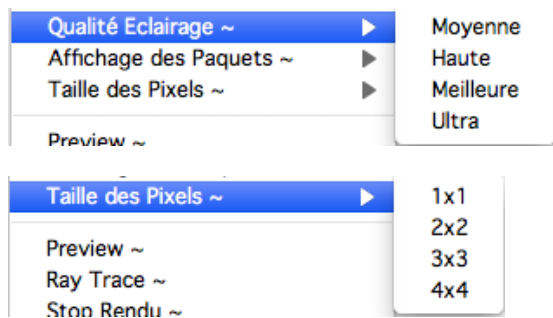 Qualité Eclairage ~
Affichage des Paquets ~
Taille des Pixels ~
Preview ~
Moyenne
Haute
Meilleure
Ultra
Taille des Pixels ~
Preview ~
Ray Trace ~
Stop Rendu ~
1x1
2x2
3x3
4x4